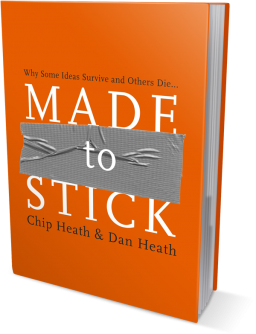 Why Some Ideas Survive and Others Die...
MADE
to
STICK
Chip Heath & Dan Heath